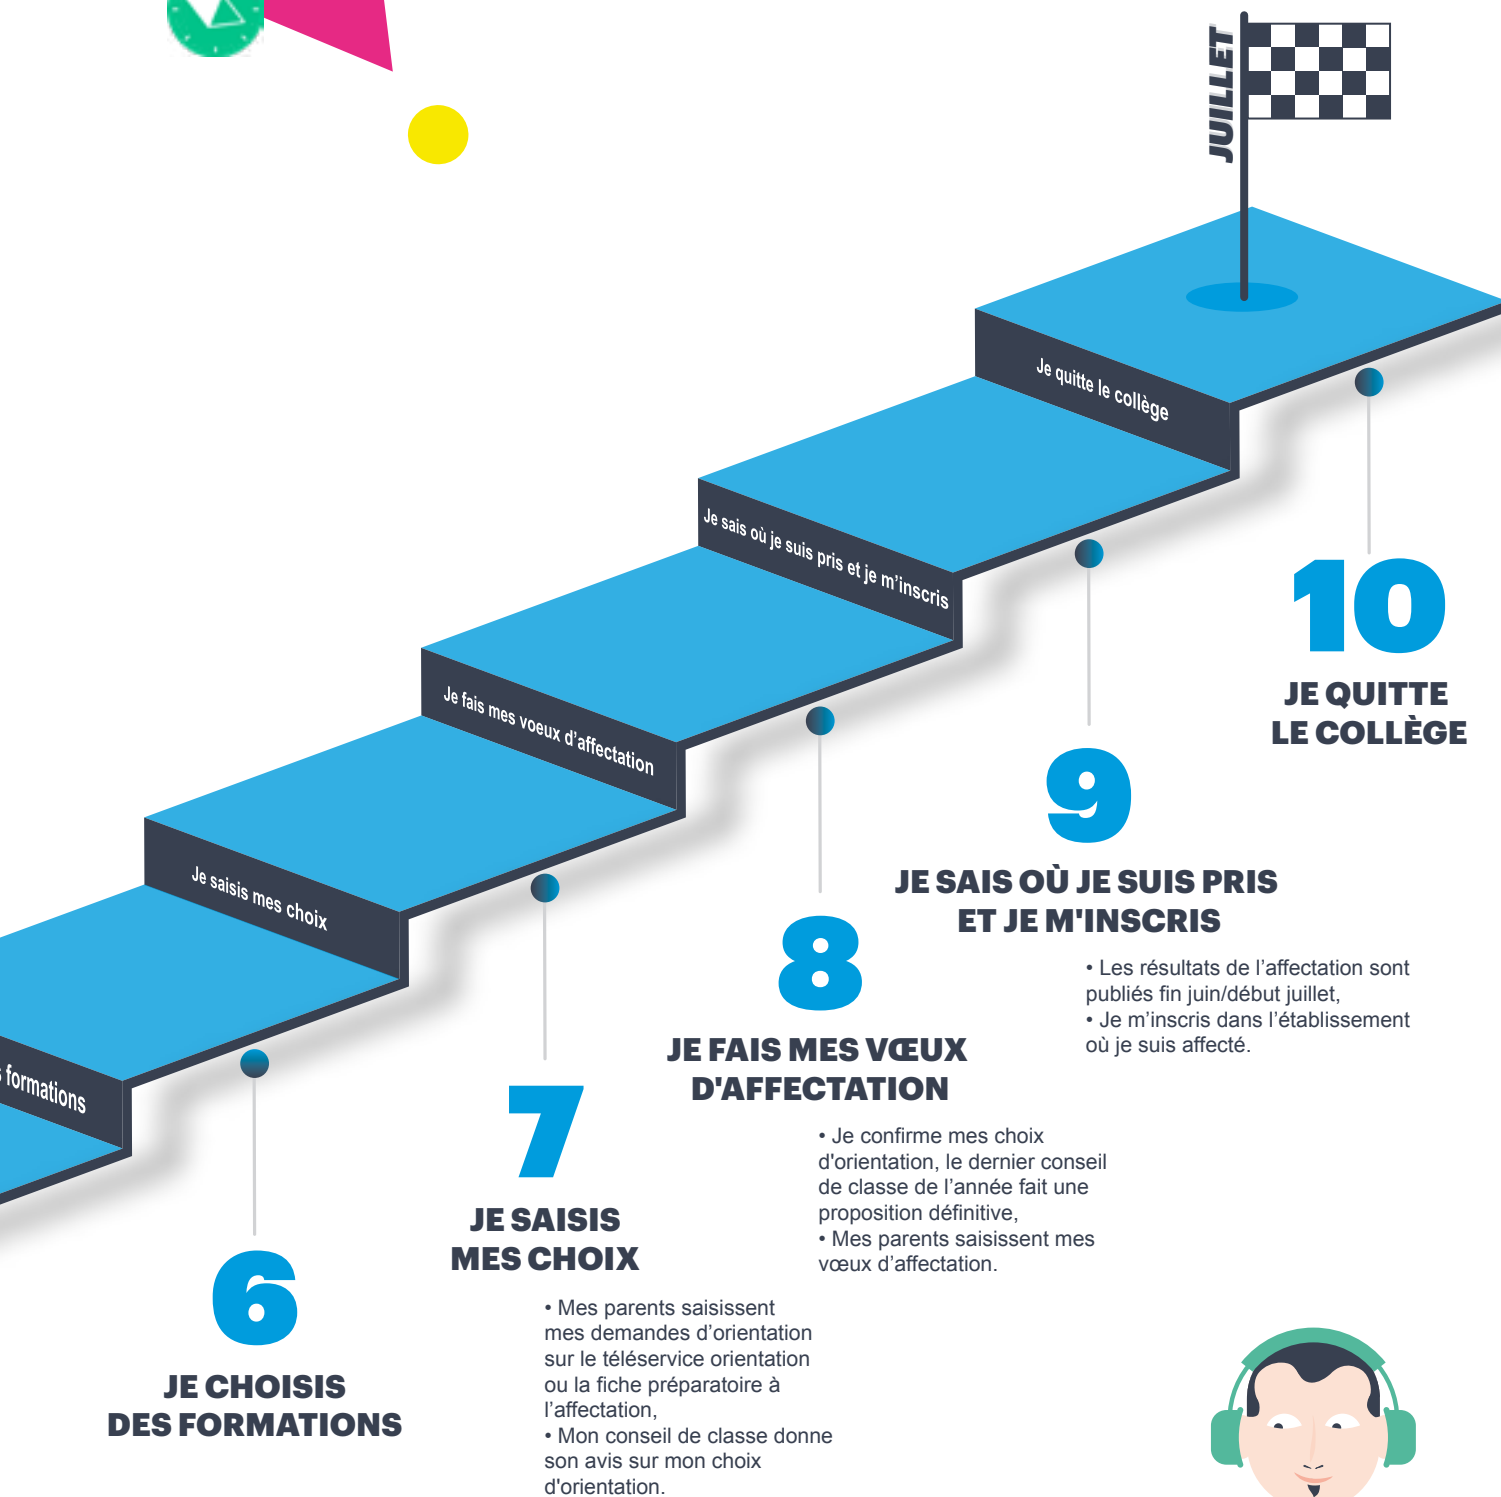 JUILLET
Je quitte le collège
Je sais où je suis pris et je m'inscris
Je fais mes voeux d'affectation
Je saisis mes choix
formations
10
JE QUITTE
LE COLLÈGE
9
JE SAIS OÙ JE SUIS PRIS
ET JE M'INSCRIS
• Les résultats de l'affectation sont
publiés fin juin/début juillet,
• Je m'inscris dans l'établissement
où je suis affecté.
8
JE FAIS MES VŒUX
D'AFFECTATION
• Je confirme mes choix
d'orientation, le dernier conseil
de classe de l'année fait une
proposition définitive,
• Mes parents saisissent mes
vœux d'affectation.
7
JE SAISIS
MES CHOIX
• Mes parents saisissent
mes demandes d'orientation
sur le téléservice orientation
ou la fiche préparatoire à
l'affectation,
• Mon conseil de classe donne
son avis sur mon choix
d'orientation.
6
JE CHOISIS
DES FORMATIONS